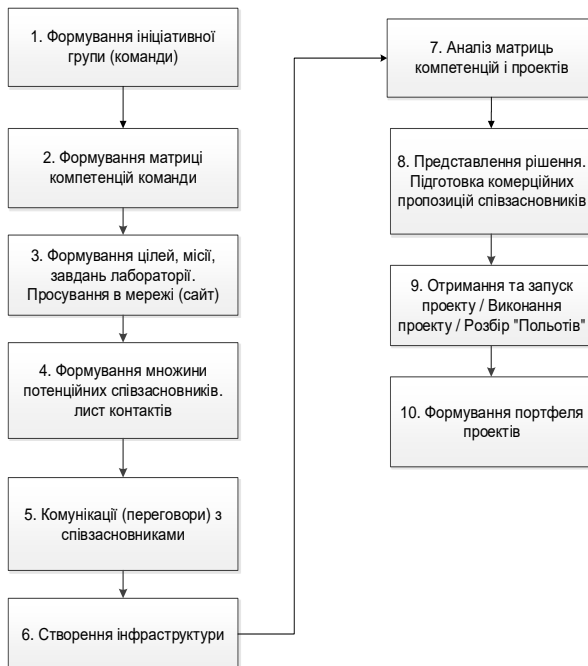 1. Формування ініціативної
групи (команди)
2. Формування матриці
компетенцій команди
3. Формування цілей, місії,
завдань лабораторії.
Просування в мережі (сайт)
4. Формування множини
потенційних співзасновників.
лист контактів
5. Комунікації (переговори) з
співзасновниками
6. Створення інфраструктури
7. Аналіз матриць
компетенцій і проектів
8. Представлення рішення.
Підготовка комерційних
пропозицій співзасновників
9. Отримання та запуск
проекту / Виконання
проекту / Розбір "Польотів"
10. Формування портфеля
проектів